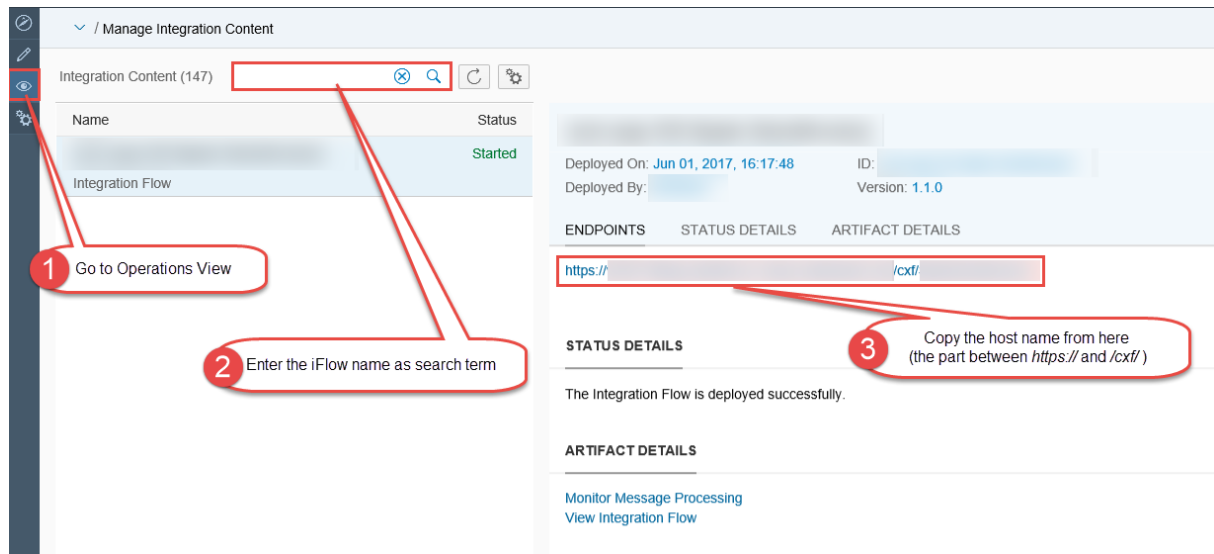 / Manage Integration Content
Integration Content (147)
Name Status
Started
Integration Flow
Deployed On: Jun 01, 2017, 16:17:48 ID:
Deployed By: Version: 1.1.0
ENDPOINTS STATUS DETAILS ARTIFACT DETAILS
https:// /cxf/
1 Go to Operations View
2 Enter the iFlow name as search term
3 Copy the host name from here
(the part between https:// and /cxf/ )
STATUS DETAILS
The Integration Flow is deployed successfully.
ARTIFACT DETAILS
Monitor Message Processing
View Integration Flow